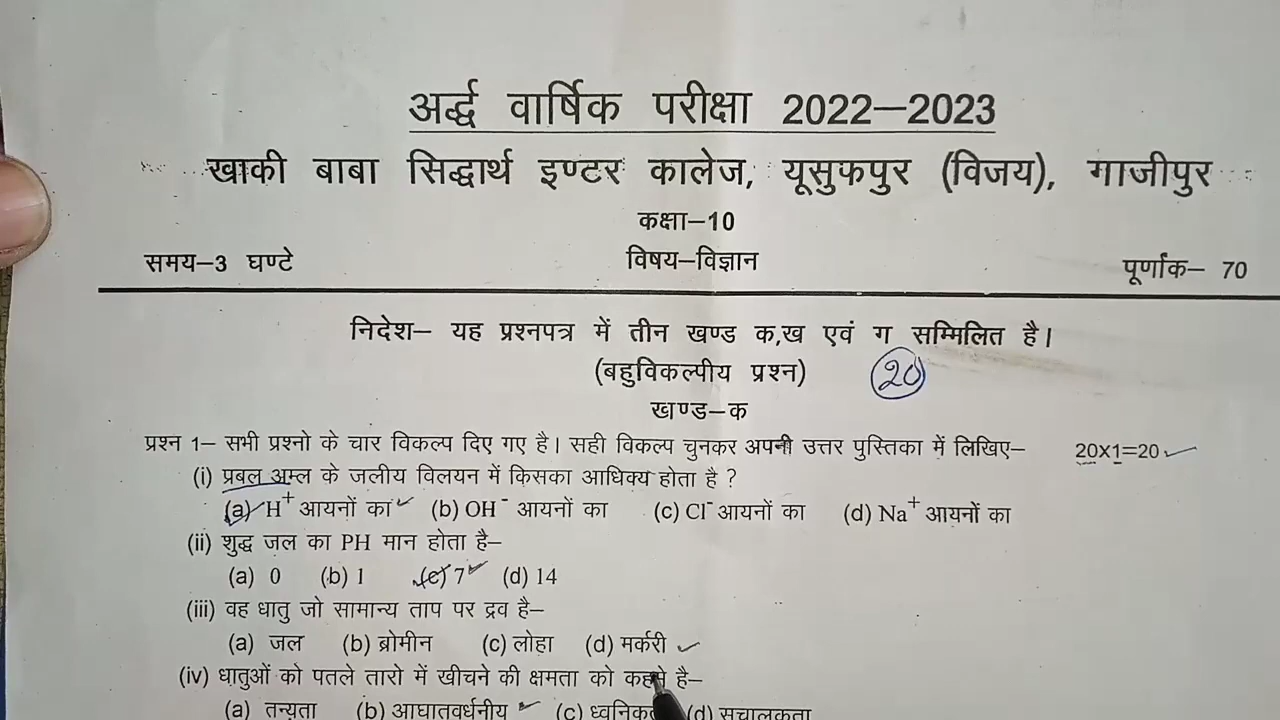 अर्द्ध वार्षिक परीक्षा 2022–2023
खाकी बाबा सिद्धार्थ इण्टर कालेज, यूसुफपुर (विजय), गाजीपुर
कक्षा–10
समय–3 घण्टे विषय–विज्ञान पूर्णांक– 70
निदेश– यह प्रश्नपत्र में तीन खण्ड क,ख एवं ग सम्मिलित है।
(बहुविकल्पीय प्रश्न) 20
खण्ड–क
प्रश्न 1– सभी प्रश्नो के चार विकल्प दिए गए है। सही विकल्प चुनकर अपनी उत्तर पुस्तिका में लिखिए– 20x1=20
(i) प्रबल अम्ल के जलीय विलयन में किसका आधिक्य होता है ?
(a) H⁺ आयनों का (b) OH⁻ आयनों का (c) Cl⁻ आयनों का (d) Na⁺ आयनों का
(ii) शुद्ध जल का PH मान होता है–
(a) 0 (b) 1 (c) 7 (d) 14
(iii) वह धातु जो सामान्य ताप पर द्रव है–
(a) जल (b) ब्रोमीन (c) लोहा (d) मर्करी
(iv) धातुओं को पतले तारो में खीचने की क्षमता को कहते है–
(a) तन्यता (b) आघातवर्धनीय (c) (d) सुचालकता